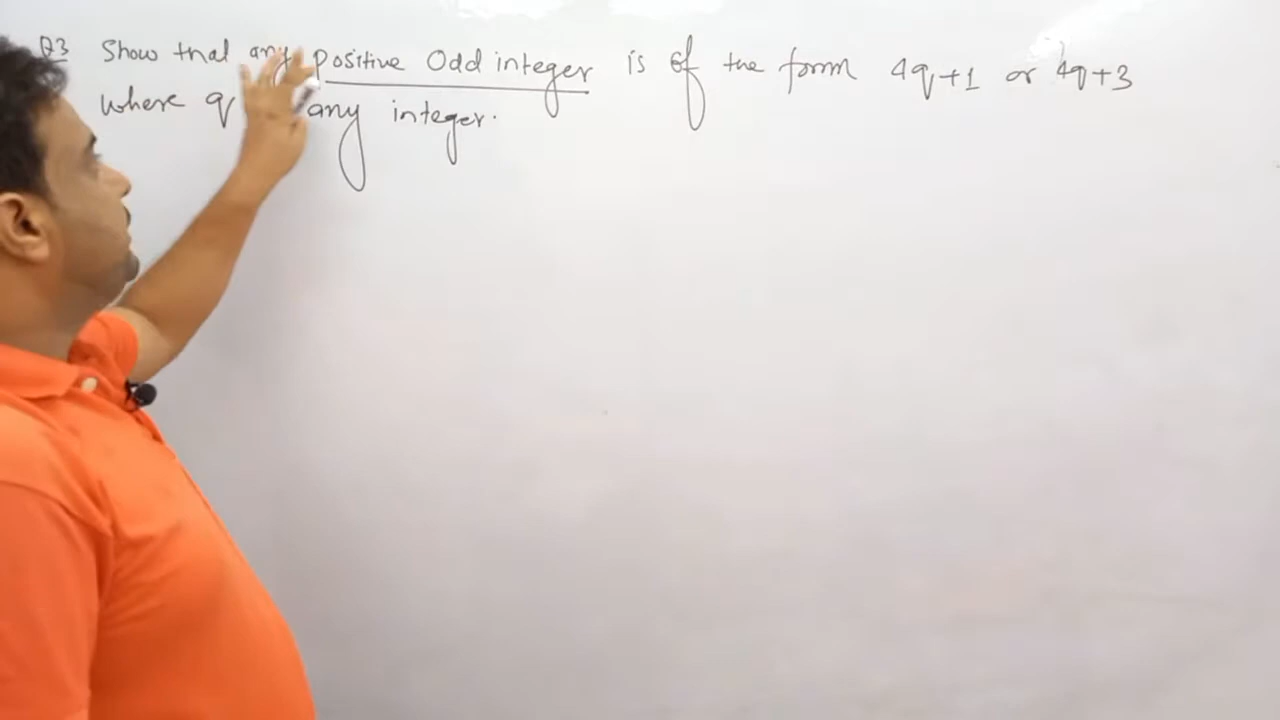 Q3 Show that any positive Odd integer is of the form 4q+1 or 4q+3
where q any integer.